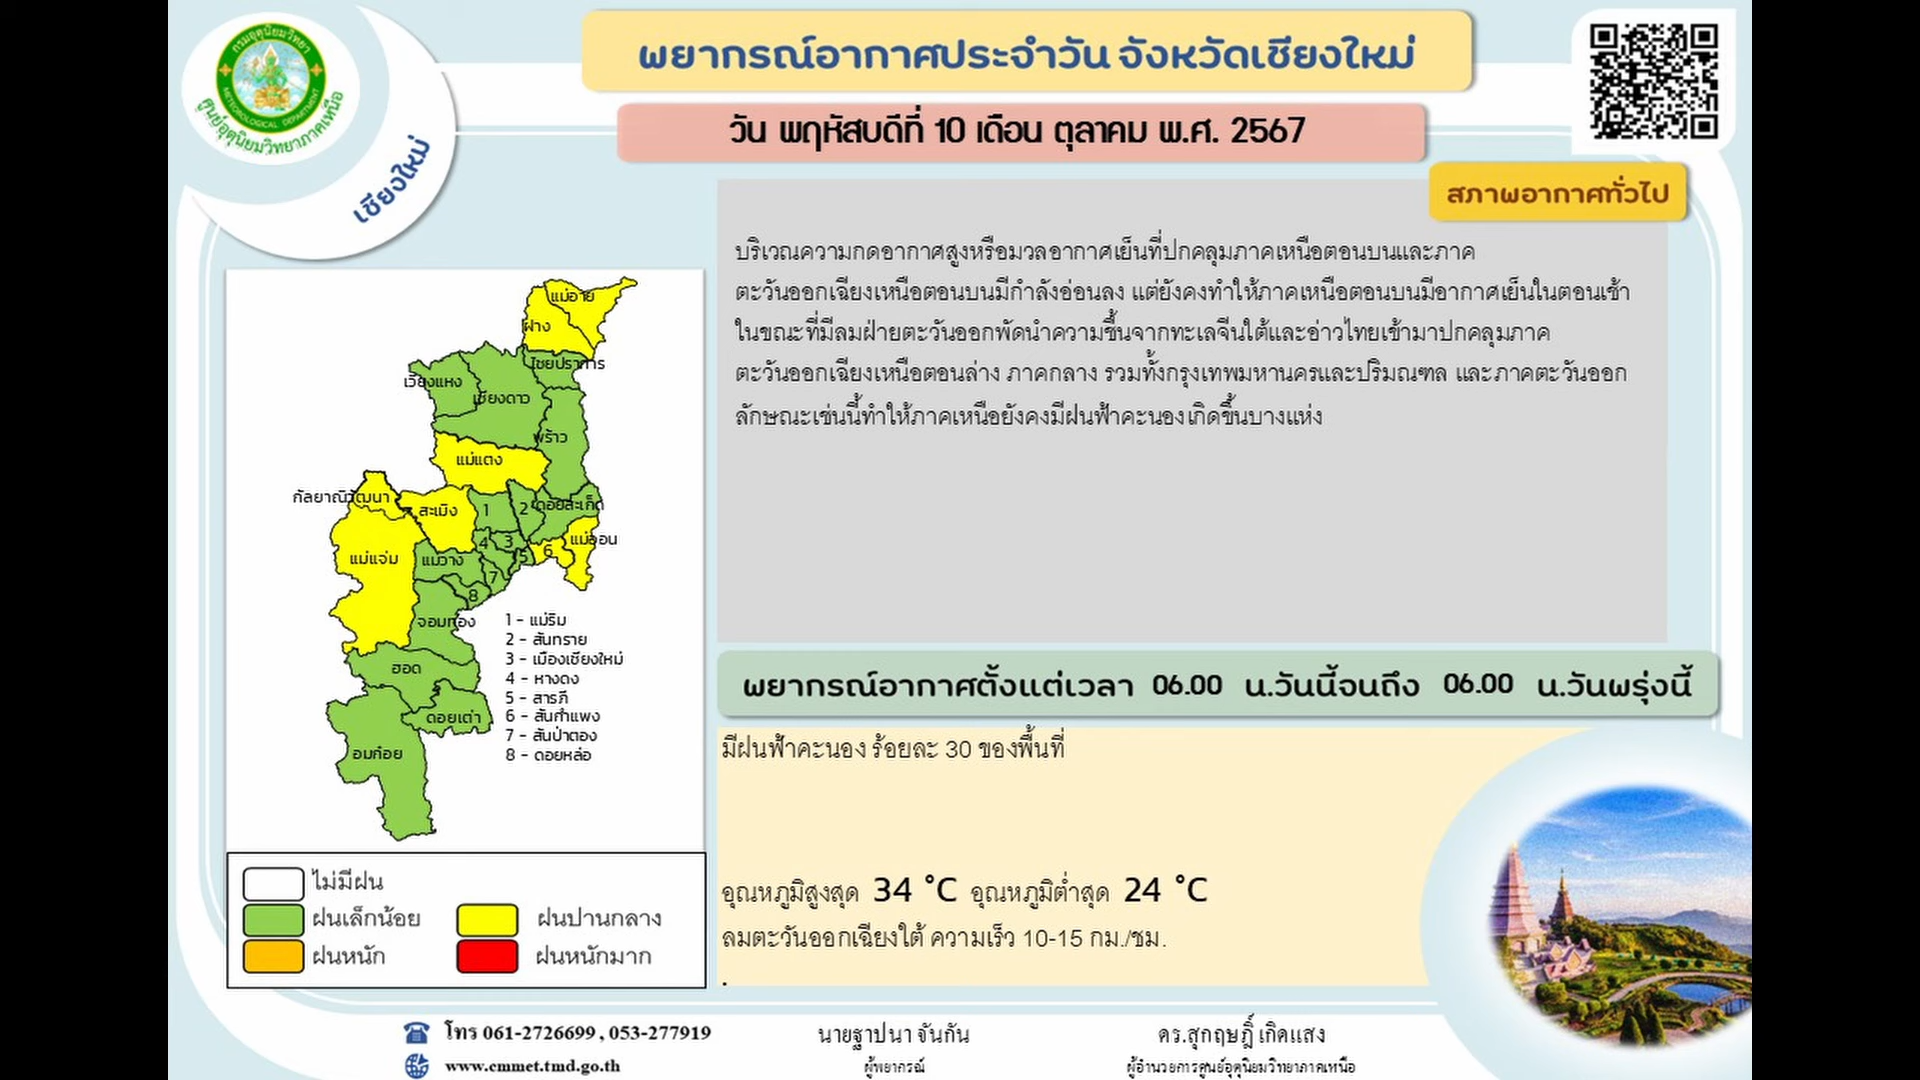 กรมอุตุนิยมวิทยา
METEOROLOGICAL DEPARTMENT
ศูนย์อุตุนิยมวิทยาภาคเหนือ
เชียงใหม่
พยากรณ์อากาศประจำวัน จังหวัดเชียงใหม่
วัน พฤหัสบดีที่ 10 เดือน ตุลาคม พ.ศ. 2567
สภาพอากาศทั่วไป
บริเวณความกดอากาศสูงหรือมวลอากาศเย็นที่ปกคลุมภาคเหนือตอนบนและภาค
ตะวันออกเฉียงเหนือตอนบนมีกำลังอ่อนลง แต่ยังคงทำให้ภาคเหนือตอนบนมีอากาศเย็นในตอนเช้า
ในขณะที่มีลมฝ่ายตะวันออกพัดนำความชื้นจากทะเลจีนใต้และอ่าวไทยเข้ามาปกคลุมภาค
ตะวันออกเฉียงเหนือตอนล่าง ภาคกลาง รวมทั้งกรุงเทพมหานครและปริมณฑล และภาคตะวันออก
ลักษณะเช่นนี้ทำให้ภาคเหนือยังคงมีฝนฟ้าคะนองเกิดขึ้นบางแห่ง
แม่อาย
ฝาง
ไชยปราการ
เวียงแหง
เชียงดาว
พร้าว
แม่แตง
กัลยาณิวัฒนา
สะเมิง
1
2
ดอยสะเก็ด
แม่ออน
4
3
5
6
แม่แจ่ม
แม่วาง
7
8
จอมทอง
ฮอด
ดอยเต่า
อมก๋อย
1 - แม่ริม
2 - สันทราย
3 - เมืองเชียงใหม่
4 - หางดง
5 - สารภี
6 - สันกำแพง
7 - สันป่าตอง
8 - ดอยหล่อ
ไม่มีฝน
ฝนเล็กน้อย
ฝนปานกลาง
ฝนหนัก
ฝนหนักมาก
พยากรณ์อากาศตั้งแต่เวลา 06.00 น.วันนี้จนถึง 06.00 น.วันพรุ่งนี้
มีฝนฟ้าคะนอง ร้อยละ 30 ของพื้นที่
อุณหภูมิสูงสุด 34 °C อุณหภูมิต่ำสุด 24 °C
ลมตะวันออกเฉียงใต้ ความเร็ว 10-15 กม./ชม.
.
โทร 061-2726699 , 053-277919
www.cmmet.tmd.go.th
นายฐาปนา จันกัน
ผู้พยากรณ์
ดร.สุกฤษฎิ์ เกิดแสง
ผู้อำนวยการศูนย์อุตุนิยมวิทยาภาคเหนือ